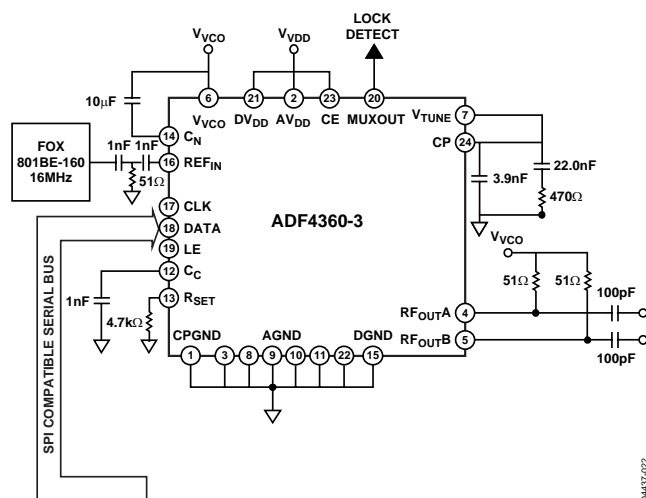 LOCK
DETECT
VVCO
VVDD
10µF
6
21
2
23
20
VVCO
DVDD
AVDD
CE
MUXOUT
VTUNE
7
CP
24
14
CN
FOX
801BE-160
16MHz
1nF
1nF
16
REFIN
51Ω
22.0nF
3.9nF
470Ω
17
CLK
18
DATA
19
LE
ADF4360-3
12
CC
13
RSET
1nF
4.7kΩ
VVCO
51Ω
51Ω
100pF
RFOUTA
4
RFOUTB
5
100pF
CPGND
AGND
DGND
1
3
8
9
10
11
22
15
SPI COMPATIBLE SERIAL BUS
04437-022